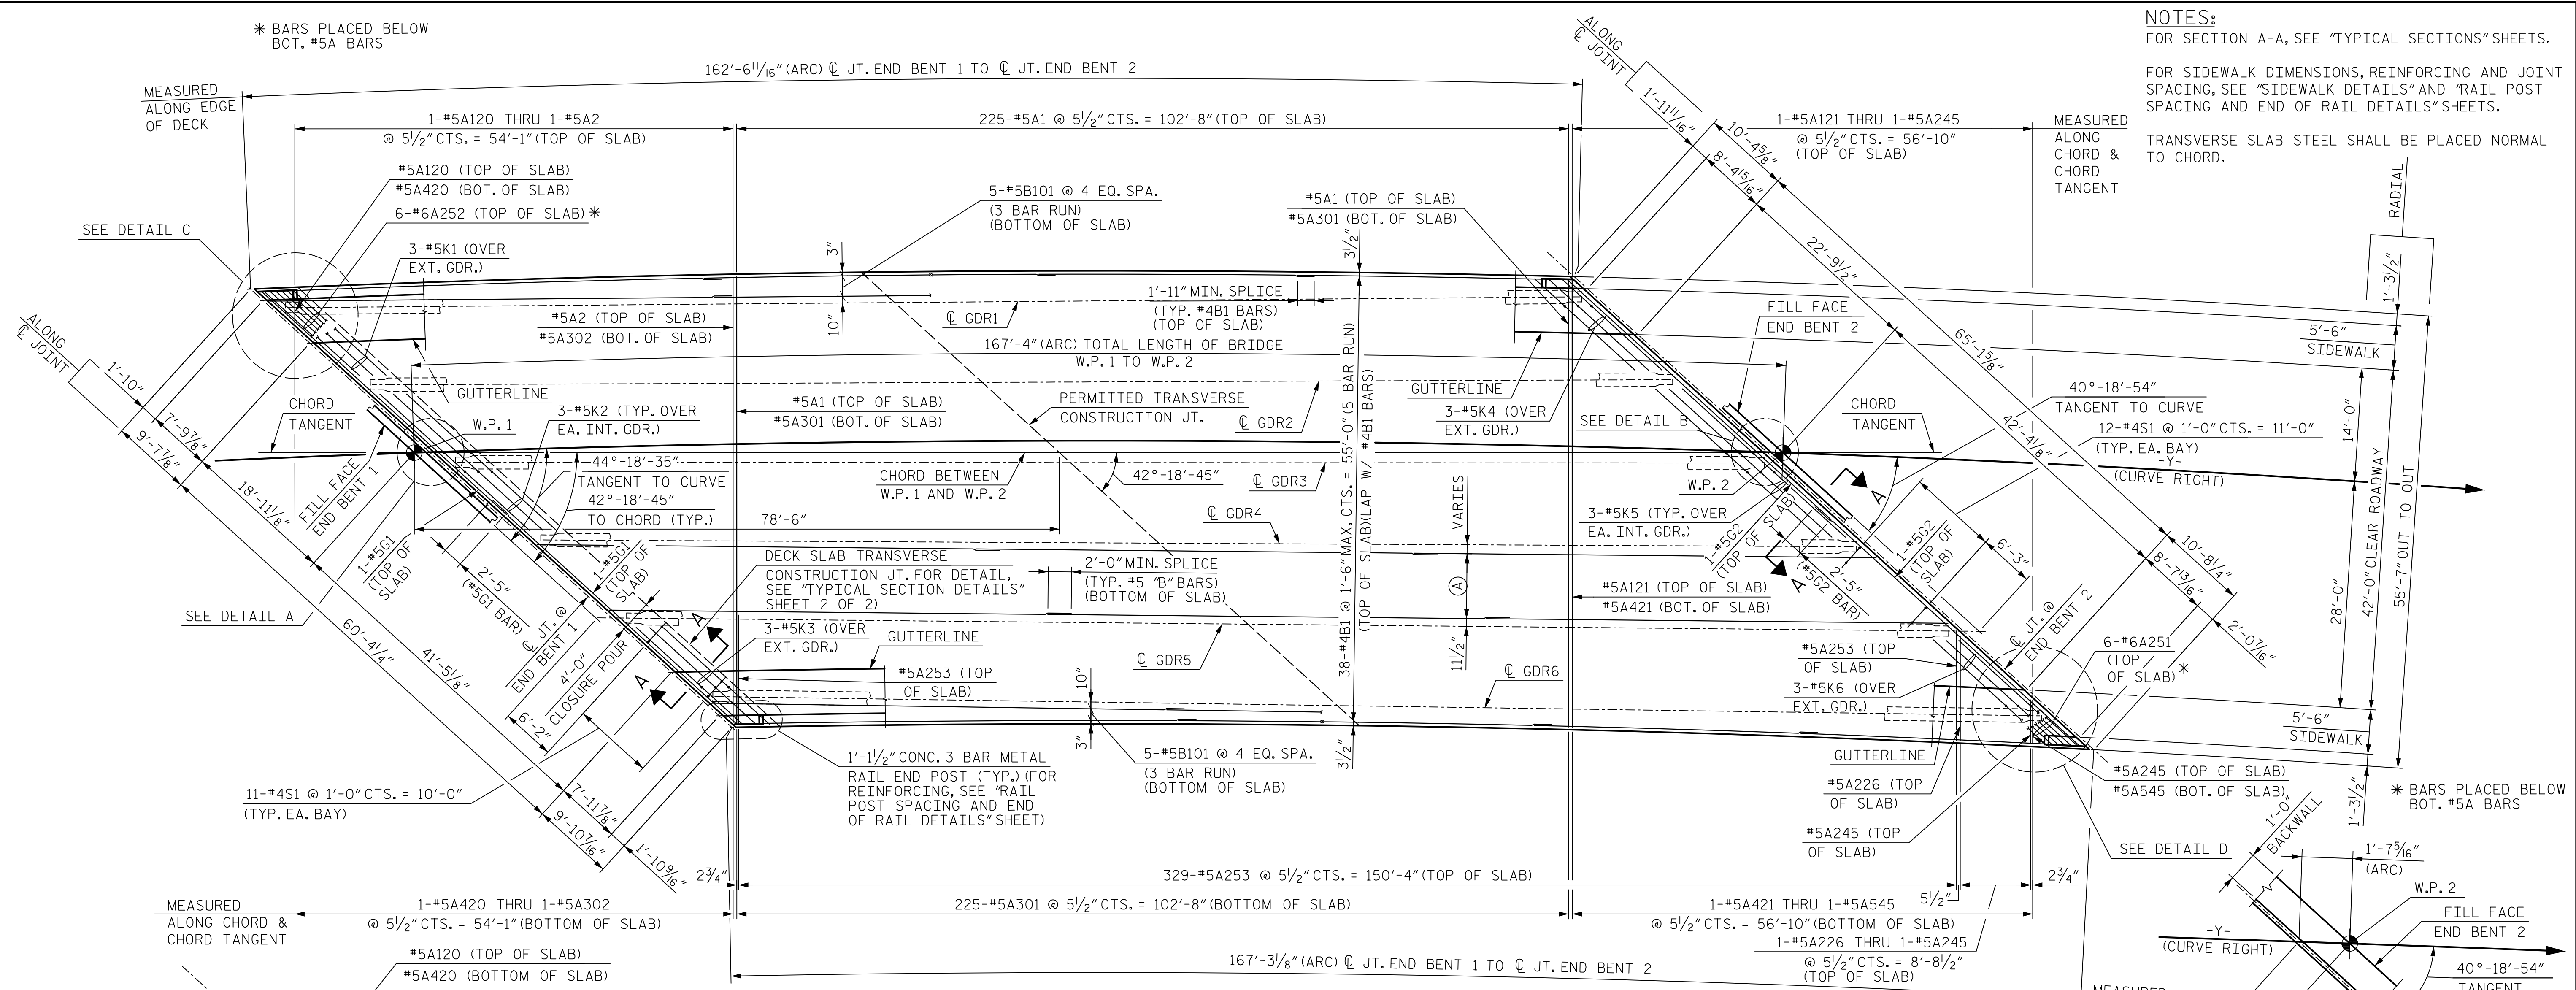 * BARS PLACED BELOW
BOT. #5A BARS
162'-6 11/16" (ARC) ℄ JT. END BENT 1 TO ℄ JT. END BENT 2
MEASURED
ALONG EDGE
OF DECK
1-#5A120 THRU 1-#5A2
@ 5 1/2" CTS. = 54'-1" (TOP OF SLAB)
225-#5A1 @ 5 1/2" CTS. = 102'-8" (TOP OF SLAB)
1-#5A121 THRU 1-#5A245
@ 5 1/2" CTS. = 56'-10"
(TOP OF SLAB)
MEASURED
ALONG
CHORD &
CHORD
TANGENT
NOTES:
FOR SECTION A-A, SEE "TYPICAL SECTIONS" SHEETS.
FOR SIDEWALK DIMENSIONS, REINFORCING AND JOINT
SPACING, SEE "SIDEWALK DETAILS" AND "RAIL POST
SPACING AND END OF RAIL DETAILS" SHEETS.
TRANSVERSE SLAB STEEL SHALL BE PLACED NORMAL
TO CHORD.
ALONG
℄ JOINT
1'-11 11/16"
10'-4 5/8"
8'-4 15/16"
22'-9 1/2"
65'-1 5/8"
42'-4 1/8"
10'-8 1/4"
8'-7 13/16"
2'-0 7/16"
RADIAL
1'-3 1/2"
5'-6"
SIDEWALK
14'-0"
28'-0"
42'-0" CLEAR ROADWAY
55'-7" OUT TO OUT
5'-6"
SIDEWALK
1'-3 1/2"
#5A120 (TOP OF SLAB)
#5A420 (BOT. OF SLAB)
6-#6A252 (TOP OF SLAB) *
SEE DETAIL C
3-#5K1 (OVER
EXT. GDR.)
5-#5B101 @ 4 EQ. SPA.
(3 BAR RUN)
(BOTTOM OF SLAB)
#5A1 (TOP OF SLAB)
#5A301 (BOT. OF SLAB)
3 1/2"
3"
10"
#5A2 (TOP OF SLAB)
#5A302 (BOT. OF SLAB)
℄ GDR1
1'-11" MIN. SPLICE
(TYP. #4B1 BARS)
(TOP OF SLAB)
167'-4" (ARC) TOTAL LENGTH OF BRIDGE
W.P. 1 TO W.P. 2
FILL FACE
END BENT 2
ALONG
℄ JOINT
1'-10"
7'-9 7/8"
9'-7 7/8"
18'-11 1/8"
60'-4 1/4"
41'-5 5/8"
7'-11 7/8"
9'-10 7/16"
1'-10 9/16"
CHORD
TANGENT
GUTTERLINE
W.P. 1
3-#5K2 (TYP. OVER
EA. INT. GDR.)
#5A1 (TOP OF SLAB)
#5A301 (BOT. OF SLAB)
PERMITTED TRANSVERSE
CONSTRUCTION JT.
℄ GDR2
GUTTERLINE
3-#5K4 (OVER
EXT. GDR.)
SEE DETAIL B
CHORD
TANGENT
40°-18'-54"
TANGENT TO CURVE
12-#4S1 @ 1'-0" CTS. = 11'-0"
(TYP. EA. BAY)
-Y-
(CURVE RIGHT)
FILL FACE
END BENT 1
44°-18'-35"
TANGENT TO CURVE
42°-18'-45"
TO CHORD (TYP.)
CHORD BETWEEN
W.P. 1 AND W.P. 2
42°-18'-45"
℄ GDR3
W.P. 2
A
78'-6"
℄ GDR4
38-#4B1 @ 1'-6" MAX. CTS. = 55'-0" (5 BAR RUN)
(TOP OF SLAB)(LAP W/ #4B1 BARS)
VARIES
A
11 1/2"
3-#5K5 (TYP. OVER
EA. INT. GDR.)
1-#5G2
(TOP OF SLAB)
A
2'-5"
(#5G2 BAR)
1-#5G2
(TOP OF
SLAB)
6'-3"
1-#5G1
(TOP OF
SLAB)
2'-5"
(#5G1 BAR)
1-#5G1
(TOP OF
SLAB)
DECK SLAB TRANSVERSE
CONSTRUCTION JT. FOR DETAIL,
SEE "TYPICAL SECTION DETAILS"
SHEET 2 OF 2)
2'-0" MIN. SPLICE
(TYP. #5 "B" BARS)
(BOTTOM OF SLAB)
#5A121 (TOP OF SLAB)
#5A421 (BOT. OF SLAB)
SEE DETAIL A
℄ JT. @
END BENT 1
4'-0"
CLOSURE POUR
6'-2"
A
A
3-#5K3 (OVER
EXT. GDR.)
GUTTERLINE
#5A253 (TOP
OF SLAB)
℄ GDR5
℄ GDR6
#5A253 (TOP
OF SLAB)
3-#5K6 (OVER
EXT. GDR.)
℄ JT. @
END BENT 2
6-#6A251
(TOP
OF SLAB) *
10"
3"
3 1/2"
5-#5B101 @ 4 EQ. SPA.
(3 BAR RUN)
(BOTTOM OF SLAB)
1'-1 1/2" CONC. 3 BAR METAL
RAIL END POST (TYP.) (FOR
REINFORCING, SEE "RAIL
POST SPACING AND END
OF RAIL DETAILS" SHEET)
GUTTERLINE
#5A226 (TOP
OF SLAB)
#5A245 (TOP
OF SLAB)
#5A245 (TOP OF SLAB)
#5A545 (BOT. OF SLAB)
* BARS PLACED BELOW
BOT. #5A BARS
11-#4S1 @ 1'-0" CTS. = 10'-0"
(TYP. EA. BAY)
SEE DETAIL D
1'-0"
BACKWALL
1'-7 5/16"
(ARC)
W.P. 2
FILL FACE
END BENT 2
-Y-
(CURVE RIGHT)
40°-18'-54"
TANGENT
2 3/4"
329-#5A253 @ 5 1/2" CTS. = 150'-4" (TOP OF SLAB)
5 1/2"
2 3/4"
MEASURED
ALONG CHORD &
CHORD TANGENT
1-#5A420 THRU 1-#5A302
@ 5 1/2" CTS. = 54'-1" (BOTTOM OF SLAB)
225-#5A301 @ 5 1/2" CTS. = 102'-8" (BOTTOM OF SLAB)
1-#5A421 THRU 1-#5A545
@ 5 1/2" CTS. = 56'-10" (BOTTOM OF SLAB)
1-#5A226 THRU 1-#5A245
@ 5 1/2" CTS. = 8'-8 1/2"
(TOP OF SLAB)
#5A120 (TOP OF SLAB)
#5A420 (BOTTOM OF SLAB)
167'-3 1/8" (ARC) ℄ JT. END BENT 1 TO ℄ JT. END BENT 2
MEASURED